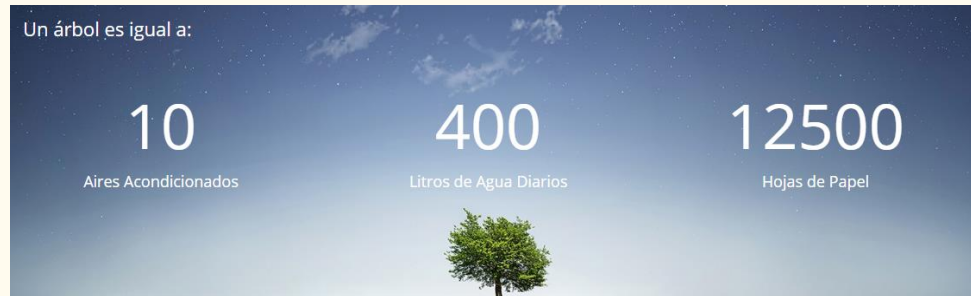 Un árbol es igual a:
10
400
12500
Aires Acondicionados
Litros de Agua Diarios
Hojas de Papel